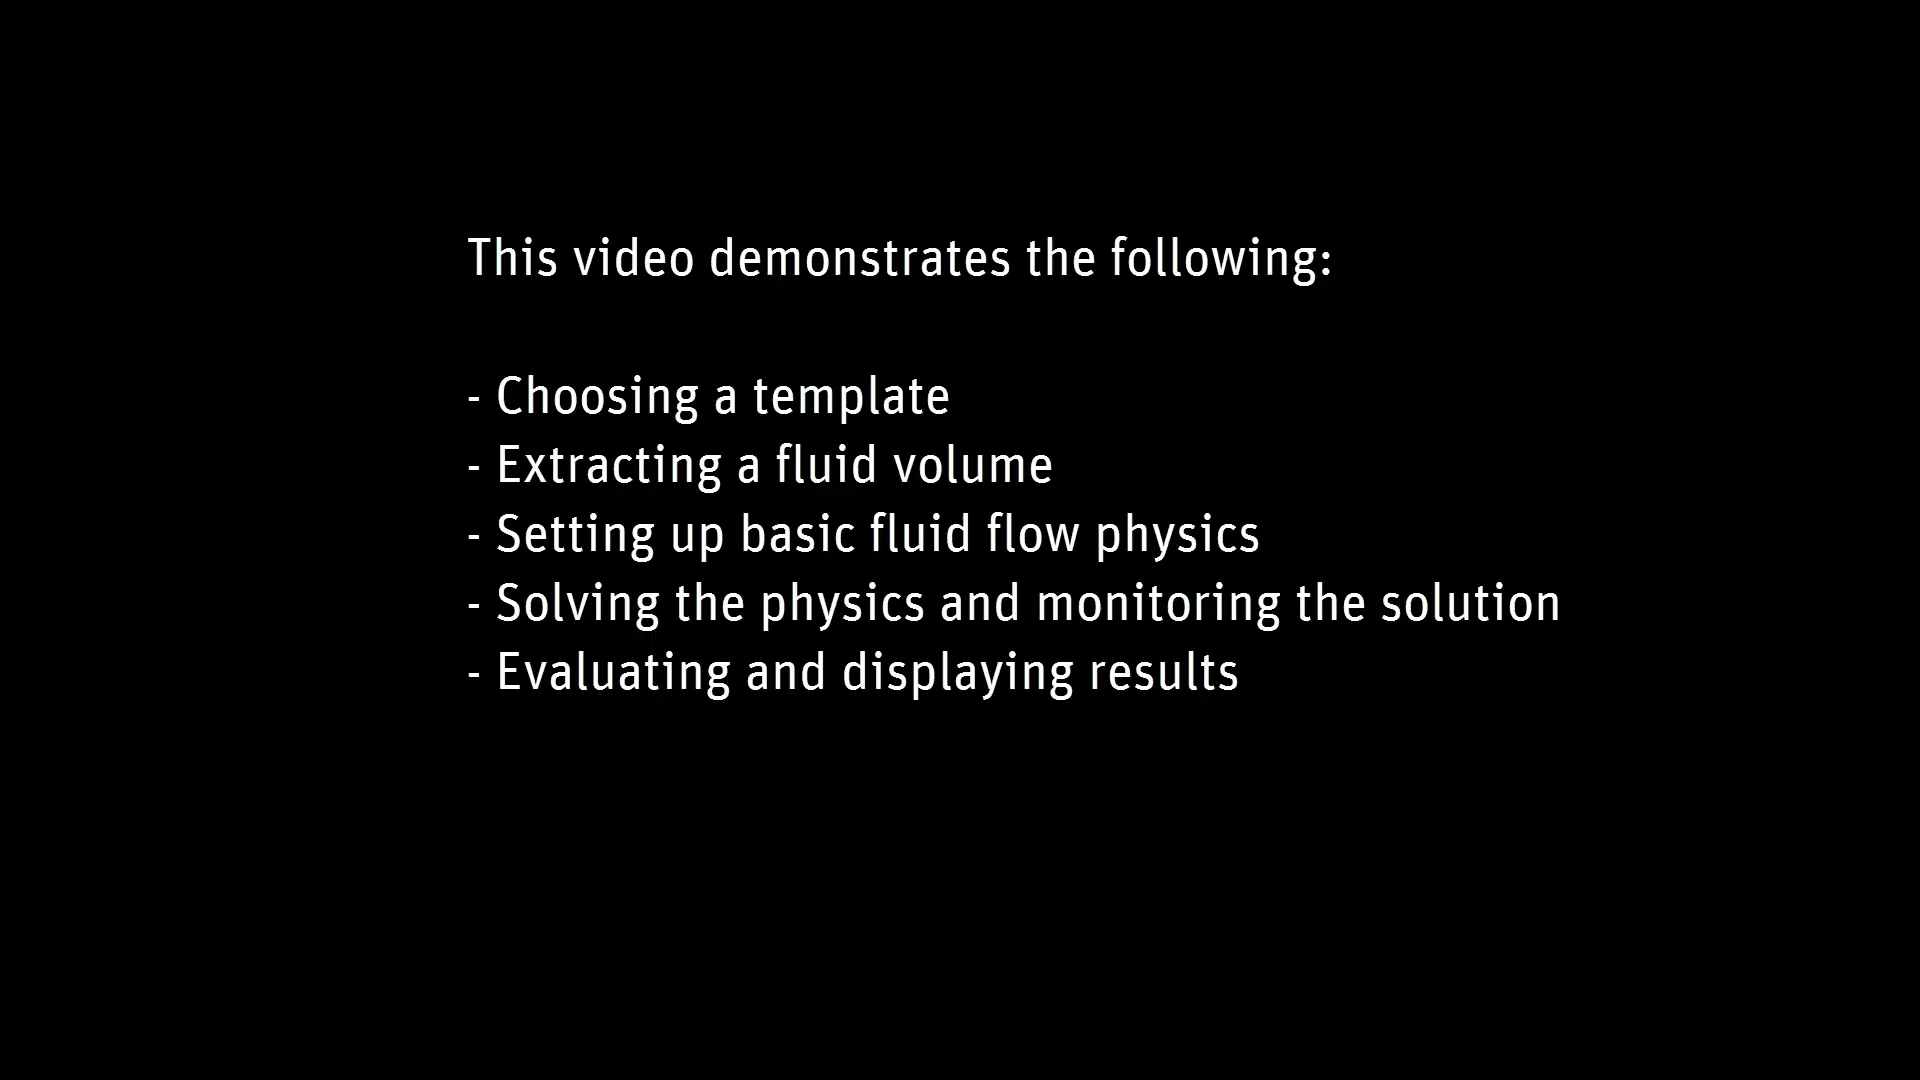 This video demonstrates the following:
- Choosing a template
- Extracting a fluid volume
- Setting up basic fluid flow physics
- Solving the physics and monitoring the solution
- Evaluating and displaying results